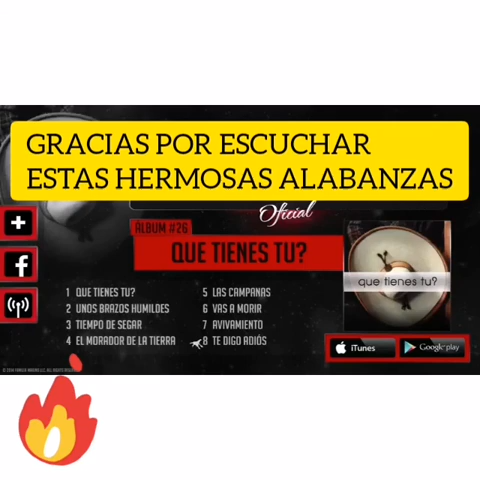 GRACIAS POR ESCUCHAR
ESTAS HERMOSAS ALABANZAS
Oficial
ÁLBUM #26
QUE TIENES TU?
que tienes tu?
1 QUE TIENES TU?
2 UNOS BRAZOS HUMILDES
3 TIEMPO DE SEGAR
4 EL MORADOR DE LA TIERRA
5 LAS CAMPANAS
6 VAS A MORIR
7 AVIVAMIENTO
8 TE DIGO ADIÓS
iTunes
Google play